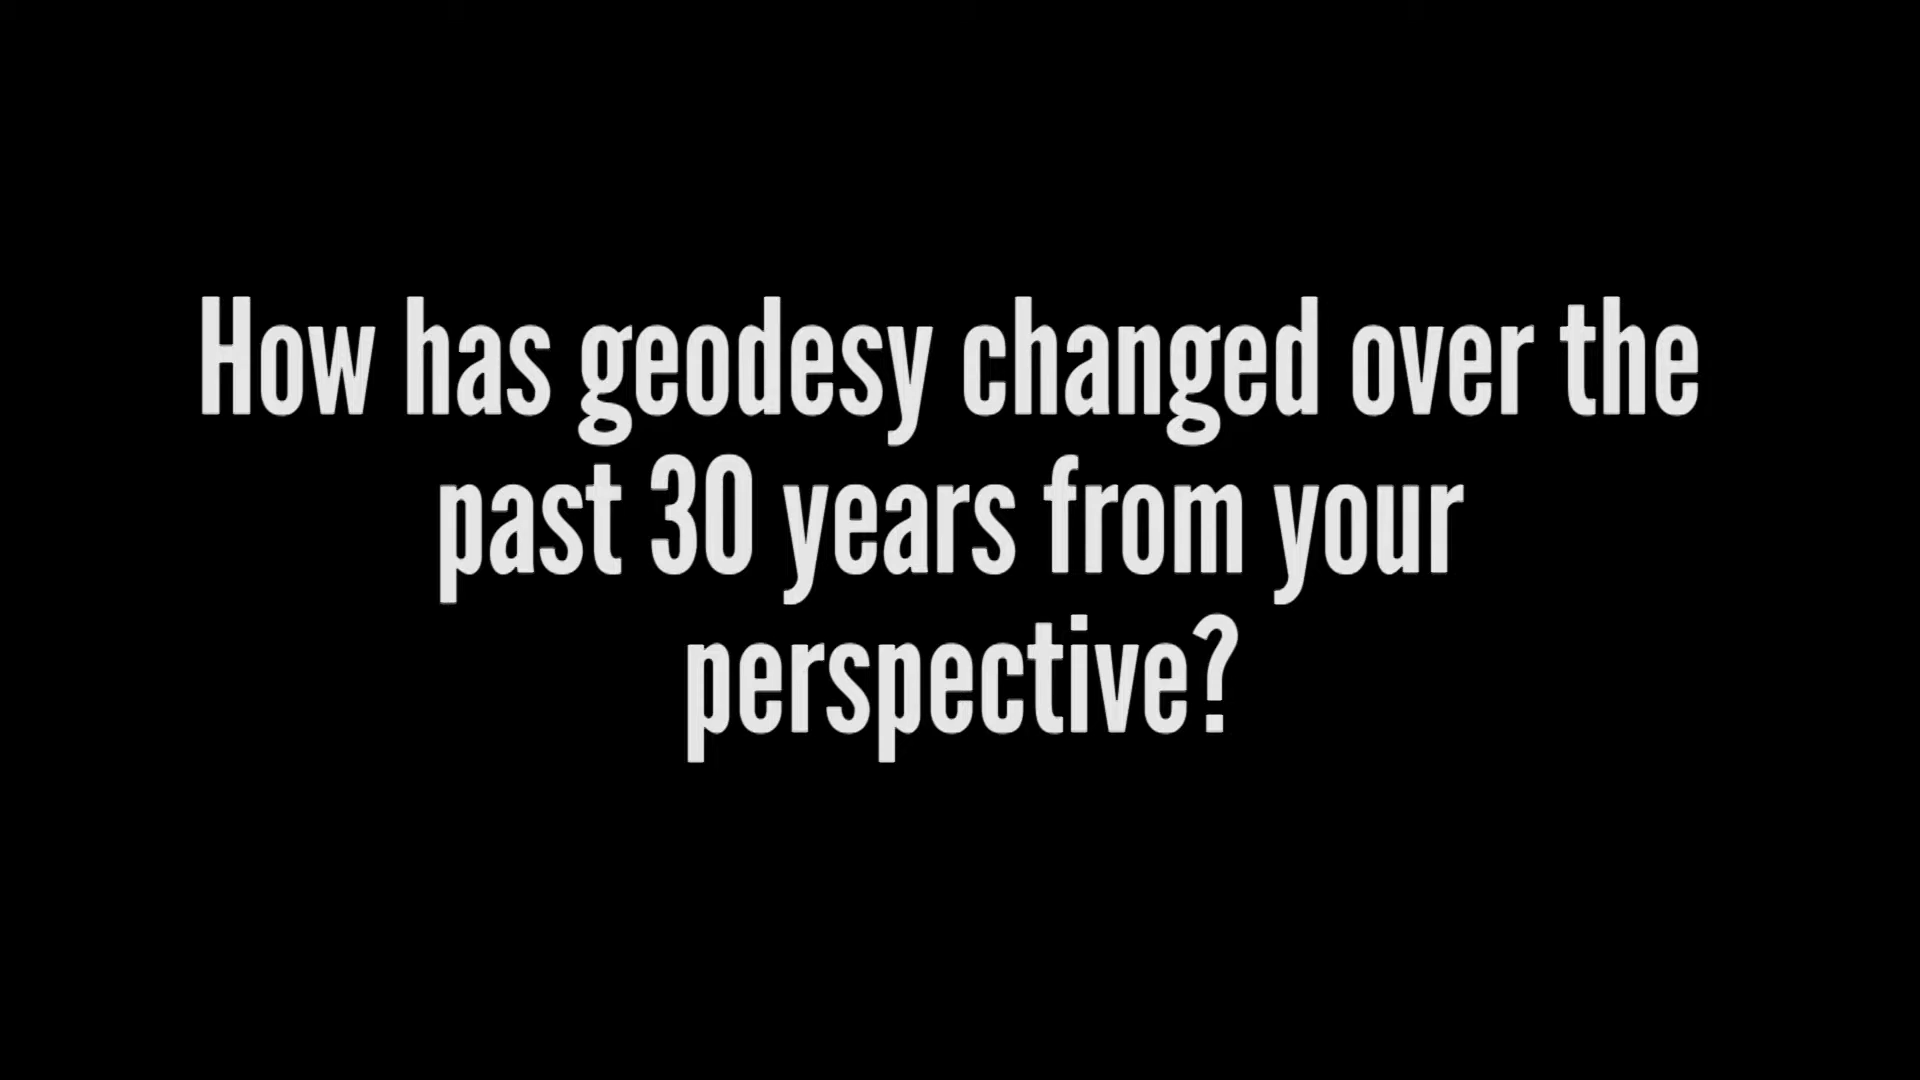 How has geodesy changed over the
past 30 years from your
perspective?